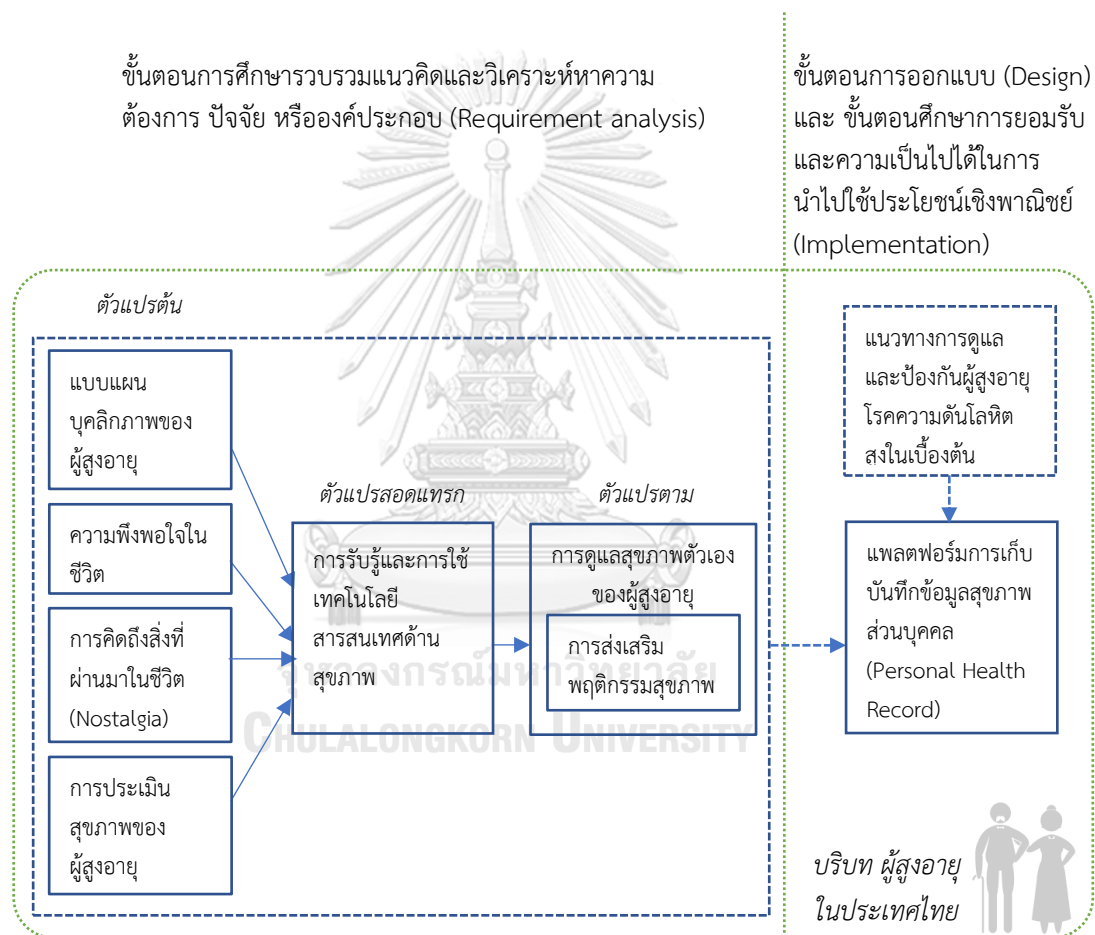 ขั้นตอนการศึกษารวบรวมแนวคิดและวิเคราะห์หาความ
ต้องการ ปัจจัย หรือองค์ประกอบ (Requirement analysis)
ขั้นตอนการออกแบบ (Design)
และ ขั้นตอนศึกษาการยอมรับ
และความเป็นไปได้ในการ
นำไปใช้ประโยชน์เชิงพาณิชย์
(Implementation)
ตัวแปรต้น
แบบแผน
บุคลิกภาพของ
ผู้สูงอายุ
ความพึงพอใจใน
ชีวิต
การคิดถึงสิ่งที่
ผ่านมาในชีวิต
(Nostalgia)
การประเมิน
สุขภาพของ
ผู้สูงอายุ
ตัวแปรสอดแทรก
การรับรู้และการใช้
เทคโนโลยี
สารสนเทศด้าน
สุขภาพ
ตัวแปรตาม
การดูแลสุขภาพตัวเอง
ของผู้สูงอายุ
การส่งเสริม
พฤติกรรมสุขภาพ
แนวทางการดูแล
และป้องกันผู้สูงอายุ
โรคความดันโลหิต
สูงในเบื้องต้น
แพลตฟอร์มการเก็บ
บันทึกข้อมูลสุขภาพ
ส่วนบุคคล
(Personal Health
Record)
บริบท ผู้สูงอายุ
ในประเทศไทย
จุฬาลงกรณ์มหาวิทยาลัย
CHULALONGKORN UNIVERSITY